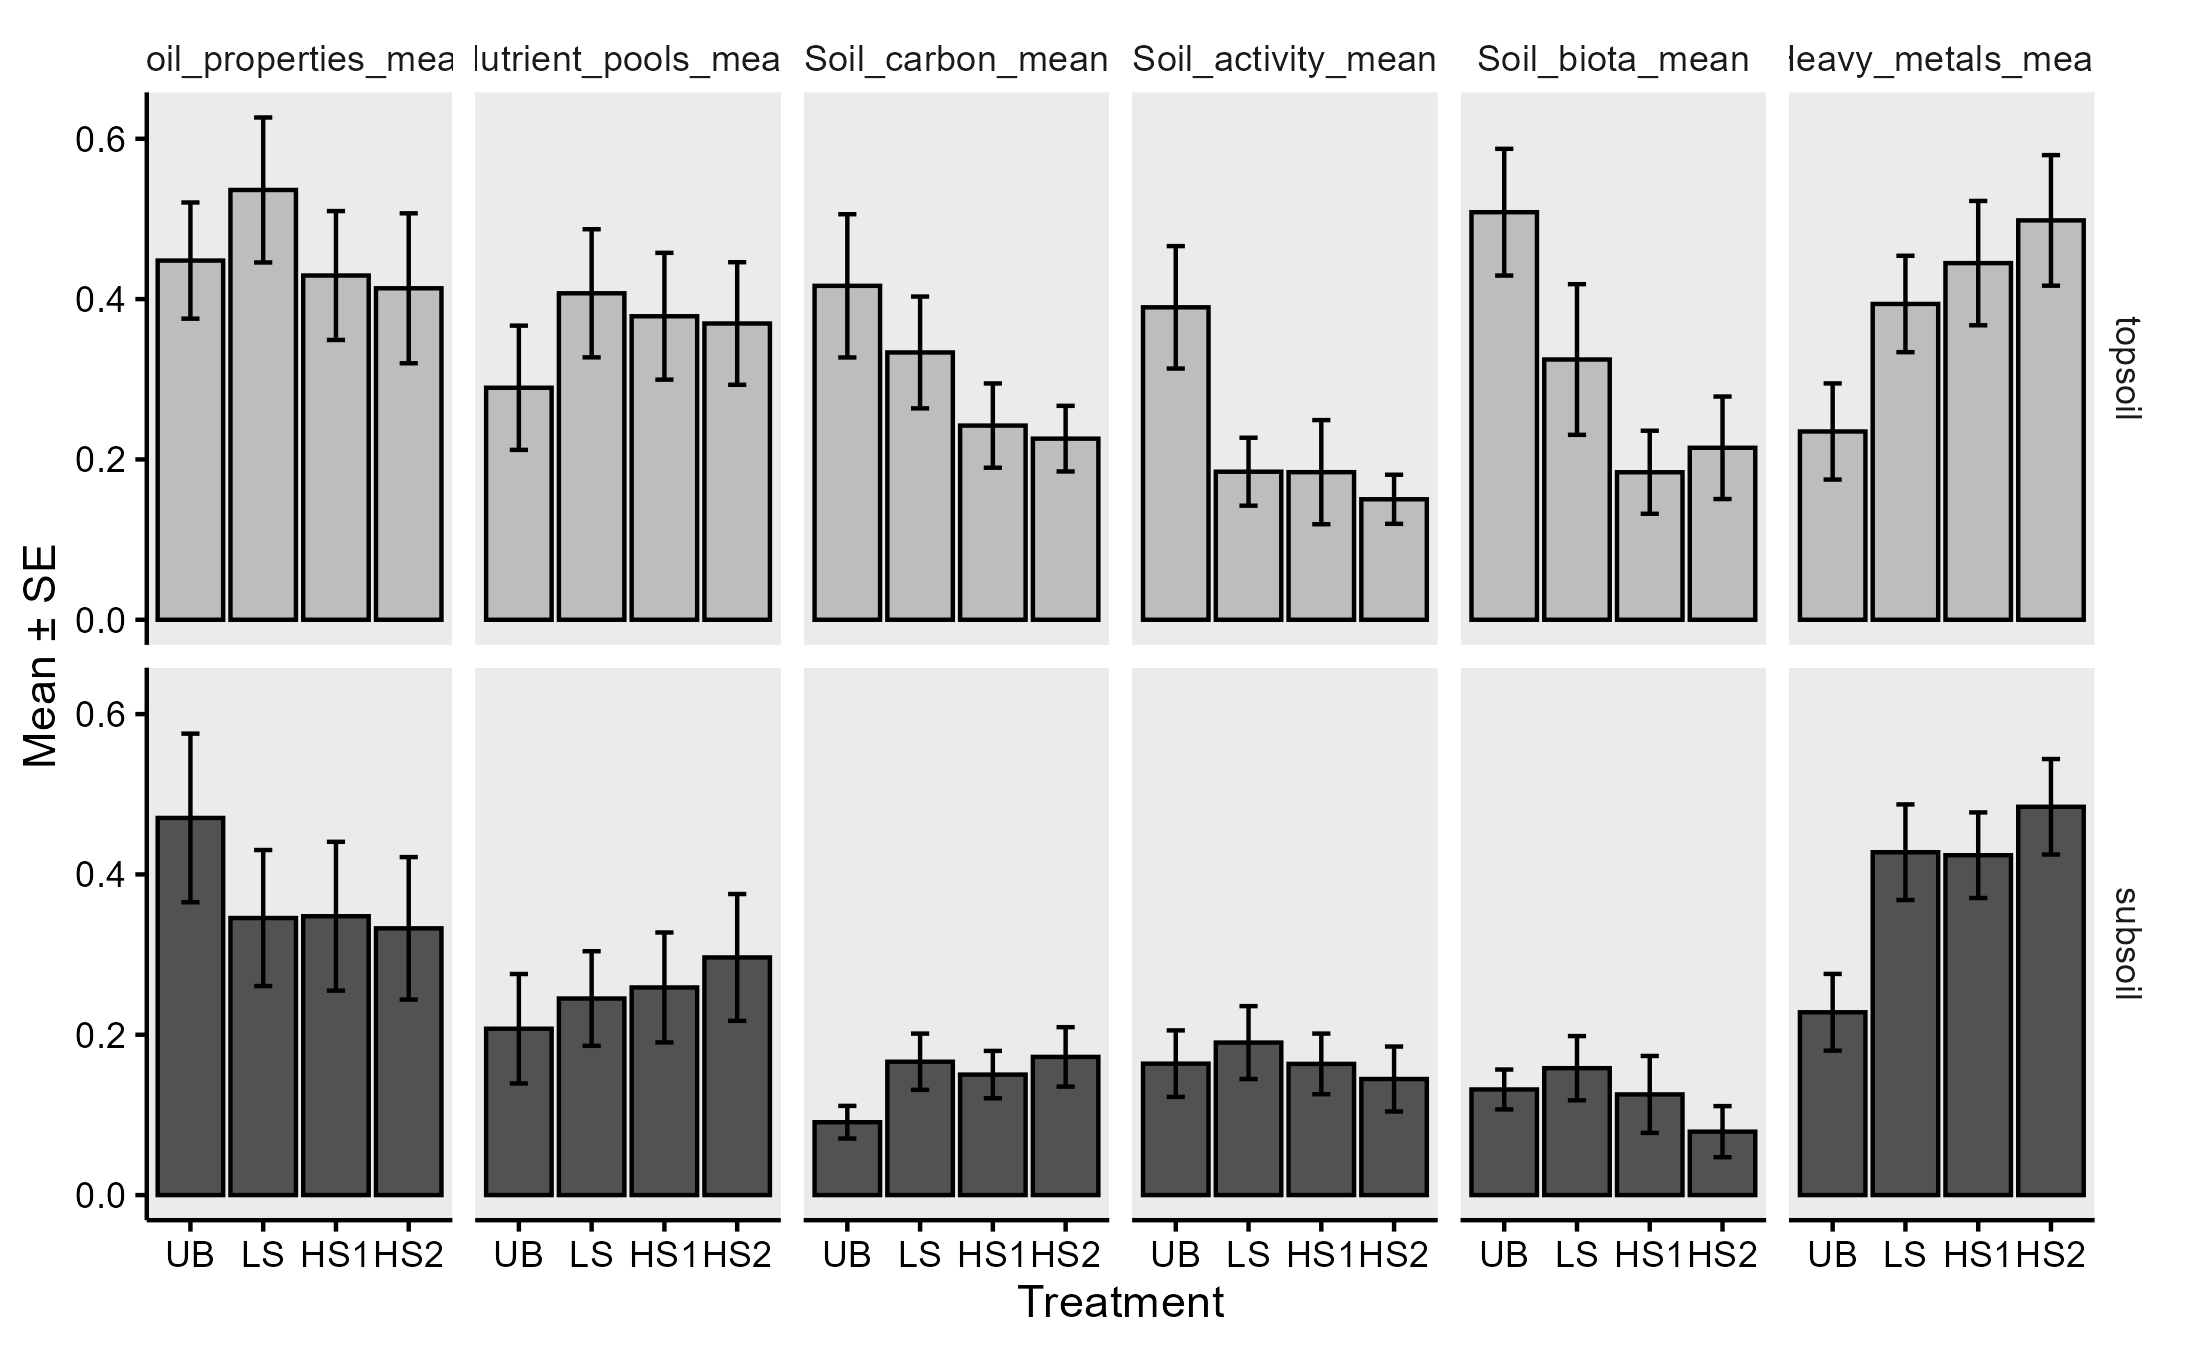 oil_properties_mea
lutrient_pools_mea
Soil_carbon_mean
Soil_activity_mean
Soil_biota_mean
leavy_metals_mea
0.6
0.4
0.2
0.0
topsoil
Mean ± SE
0.6
0.4
0.2
0.0
subsoil
UB LS HS1 HS2
UB LS HS1 HS2
UB LS HS1 HS2
UB LS HS1 HS2
UB LS HS1 HS2
UB LS HS1 HS2
Treatment